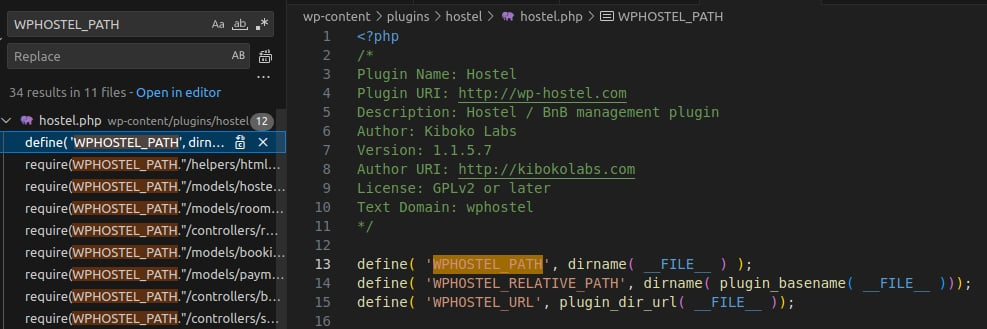 WPHOSTEL_PATH
Aa ab .*
Replace
AB
...
34 results in 11 files - Open in editor
hostel.php wp-content/plugins/hostel 12
define( 'WPHOSTEL_PATH', dirn...
require(WPHOSTEL_PATH."/helpers/html...
require(WPHOSTEL_PATH."/models/hoste...
require(WPHOSTEL_PATH."/models/room...
require(WPHOSTEL_PATH."/controllers/r...
require(WPHOSTEL_PATH."/models/booki...
require(WPHOSTEL_PATH."/models/paym...
require(WPHOSTEL_PATH."/controllers/b...
require(WPHOSTEL_PATH."/controllers/s...
wp-content > plugins > hostel > hostel.php > WPHOSTEL_PATH
1 <?php
2 /*
3 Plugin Name: Hostel
4 Plugin URI: http://wp-hostel.com
5 Description: Hostel / BnB management plugin
6 Author: Kiboko Labs
7 Version: 1.1.5.7
8 Author URI: http://kibokolabs.com
9 License: GPLv2 or later
10 Text Domain: wphostel
11 */
12
13 define( 'WPHOSTEL_PATH', dirname( __FILE__ ) );
14 define( 'WPHOSTEL_RELATIVE_PATH', dirname( plugin_basename( __FILE__ )));
15 define( 'WPHOSTEL_URL', plugin_dir_url( __FILE__ ));
16